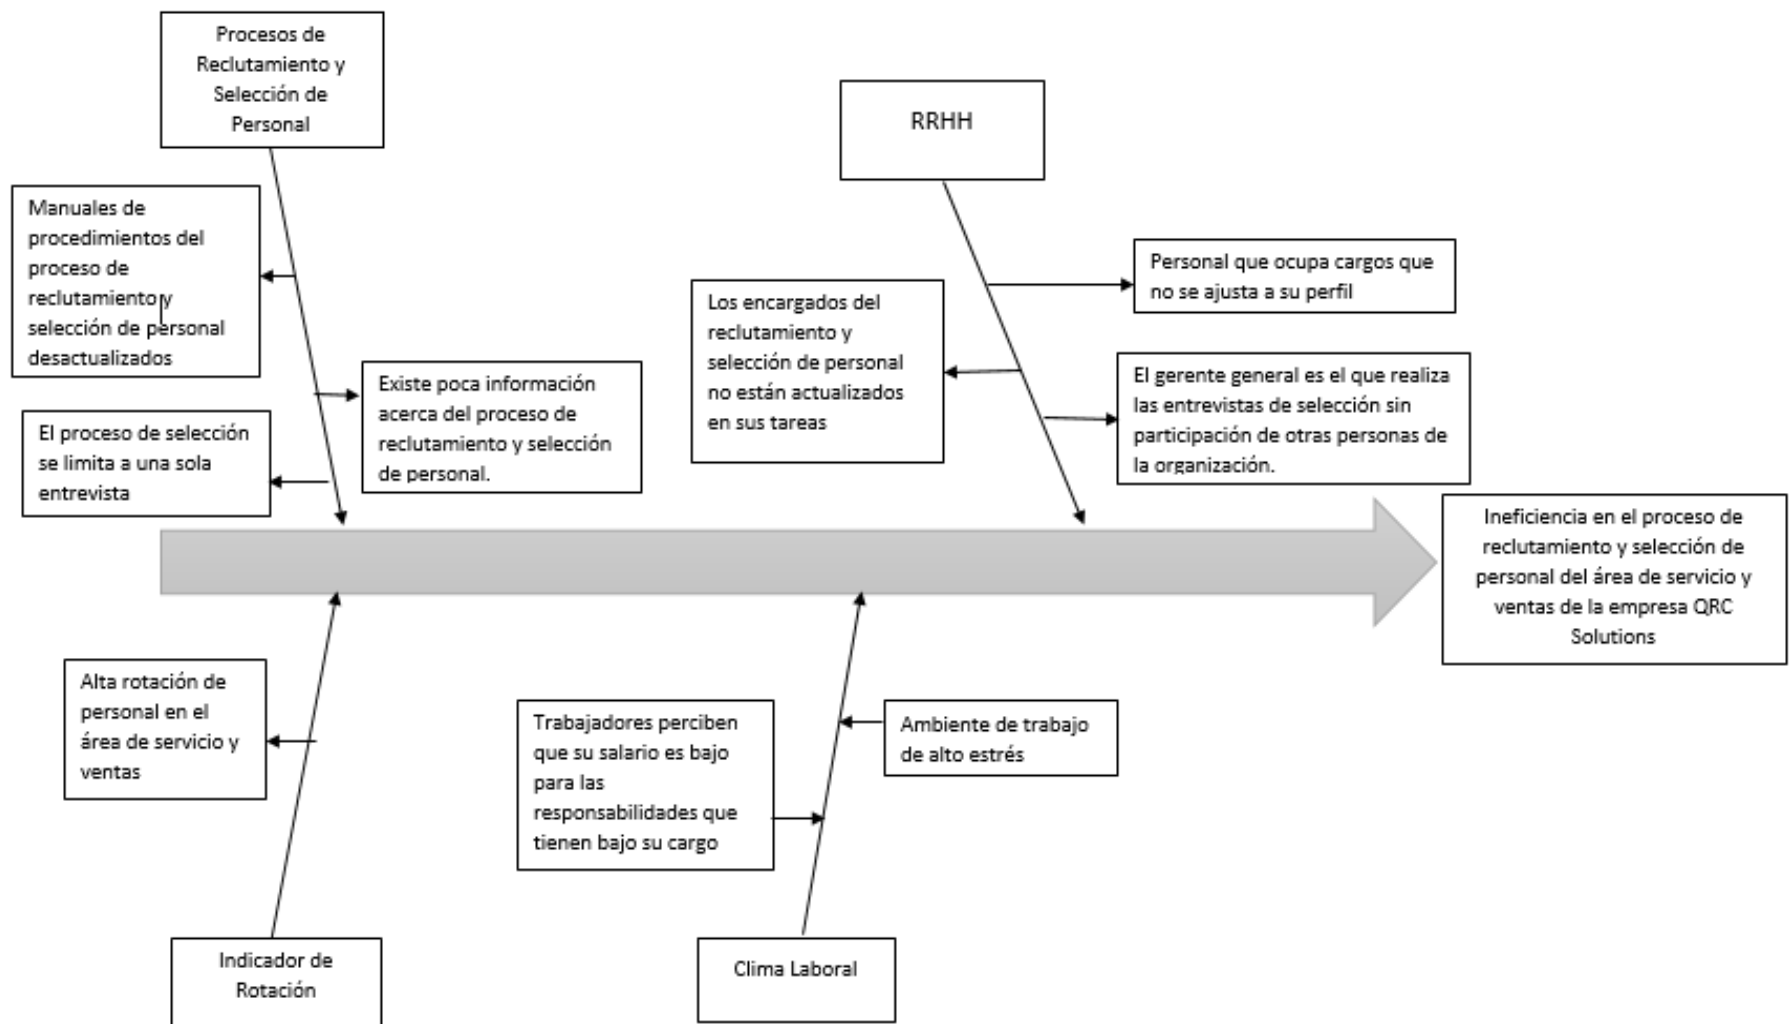 Procesos de
Reclutamiento y
Selección de
Personal
RRHH
Manuales de
procedimientos del
proceso de
reclutamiento y
selección de personal
desactualizados
Existe poca información
acerca del proceso de
reclutamiento y selección
de personal.
El proceso de selección
se limita a una sola
entrevista
Los encargados del
reclutamiento y
selección de personal
no están actualizados
en sus tareas
Personal que ocupa cargos que
no se ajusta a su perfil
El gerente general es el que realiza
las entrevistas de selección sin
participación de otras personas de
la organización.
Ineficiencia en el proceso de
reclutamiento y selección de
personal del área de servicio y
ventas de la empresa QRC
Solutions
Alta rotación de
personal en el
área de servicio y
ventas
Trabajadores perciben
que su salario es bajo
para las
responsabilidades que
tienen bajo su cargo
Ambiente de trabajo
de alto estrés
Indicador de
Rotación
Clima Laboral